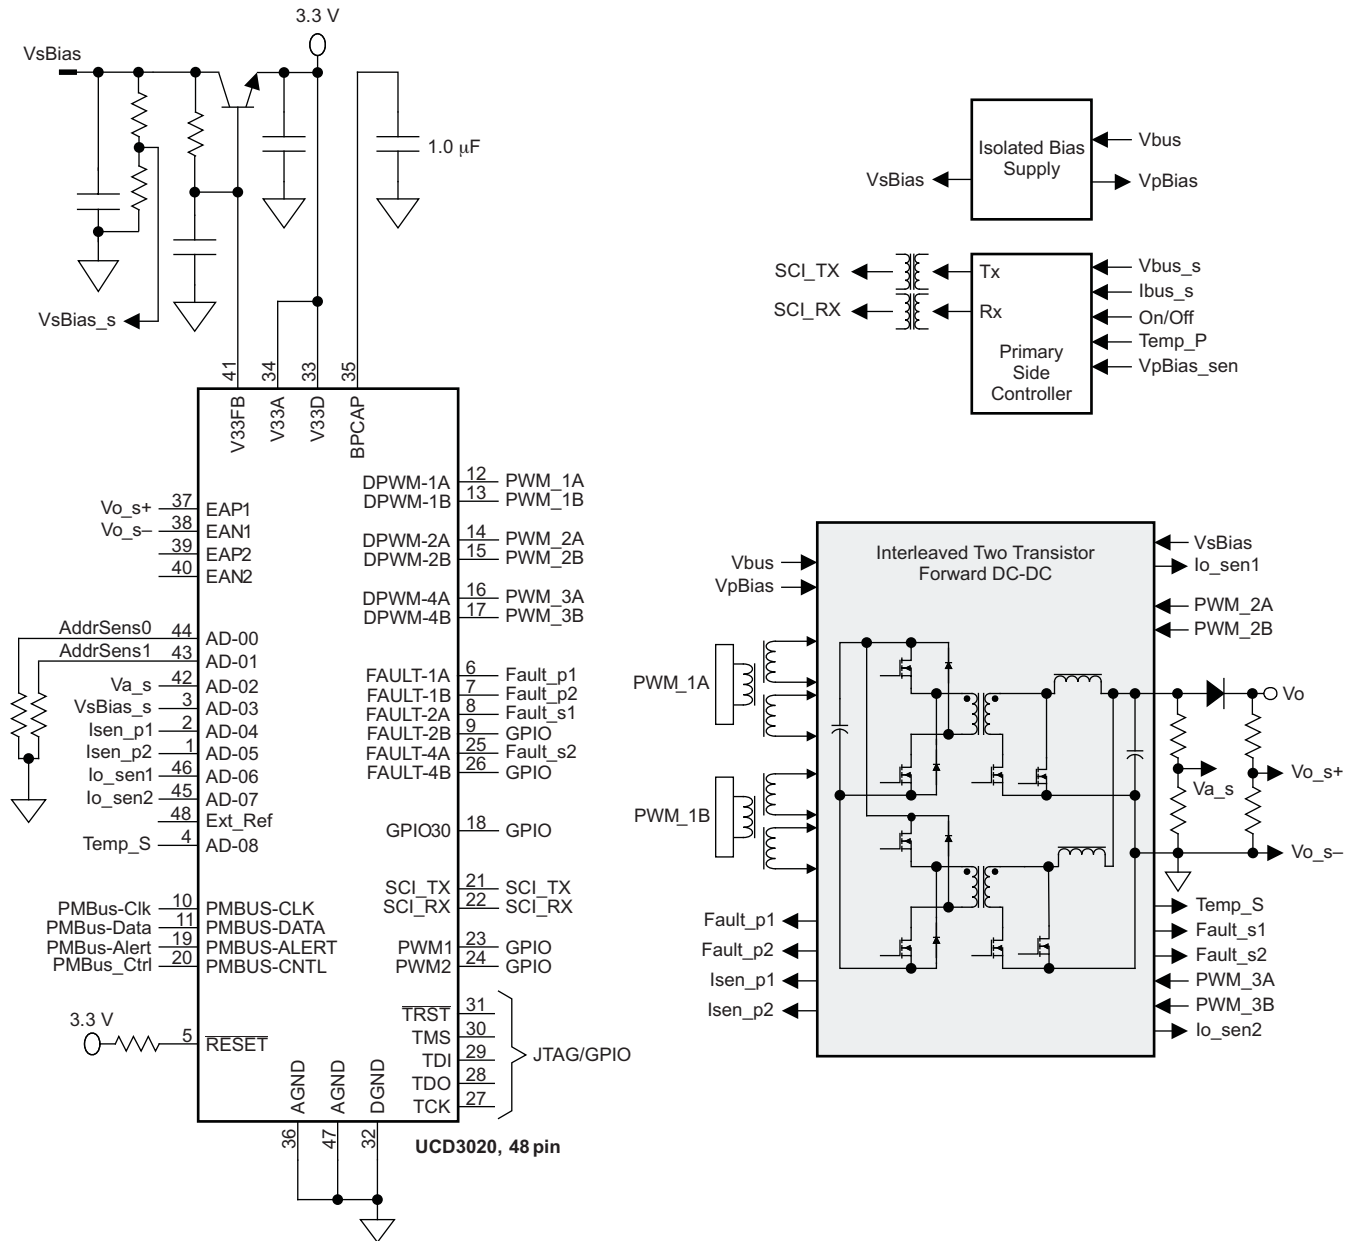 3.3 V
VsBias
1.0 μF
VsBias_s
41
34
33
35
V33FB
V33A
V33D
BPCAP
Vo_s+ 37 EAP1
Vo_s– 38 EAN1
39 EAP2
40 EAN2
AddrSens0 44 AD-00
AddrSens1 43 AD-01
Va_s 42 AD-02
VsBias_s 3 AD-03
Isen_p1 2 AD-04
Isen_p2 1 AD-05
Io_sen1 46 AD-06
Io_sen2 45 AD-07
48 Ext_Ref
Temp_S 4 AD-08
PMBus-Clk 10 PMBUS-CLK
PMBus-Data 11 PMBUS-DATA
PMBus-Alert 19 PMBUS-ALERT
PMBus_Ctrl 20 PMBUS-CNTL
3.3 V
5 RESET
DPWM-1A 12 PWM_1A
DPWM-1B 13 PWM_1B
DPWM-2A 14 PWM_2A
DPWM-2B 15 PWM_2B
DPWM-4A 16 PWM_3A
DPWM-4B 17 PWM_3B
FAULT-1A 6 Fault_p1
FAULT-1B 7 Fault_p2
FAULT-2A 8 Fault_s1
FAULT-2B 9 GPIO
FAULT-4A 25 Fault_s2
FAULT-4B 26 GPIO
GPIO30 18 GPIO
SCI_TX 21 SCI_TX
SCI_RX 22 SCI_RX
PWM1 23 GPIO
PWM2 24 GPIO
TRST 31
TMS 30
TDI 29
TDO 28
TCK 27
JTAG/GPIO
AGND
AGND
DGND
36
47
32
UCD3020, 48 pin
Isolated Bias
Supply
Vbus
VsBias
VpBias
SCI_TX
Tx
SCI_RX
Rx
Primary
Side
Controller
Vbus_s
Ibus_s
On/Off
Temp_P
VpBias_sen
Interleaved Two Transistor
Forward DC-DC
Vbus
VpBias
PWM_1A
PWM_1B
Fault_p1
Fault_p2
Isen_p1
Isen_p2
VsBias
Io_sen1
PWM_2A
PWM_2B
Vo
Va_s
Vo_s+
Vo_s–
Temp_S
Fault_s1
Fault_s2
PWM_3A
PWM_3B
Io_sen2